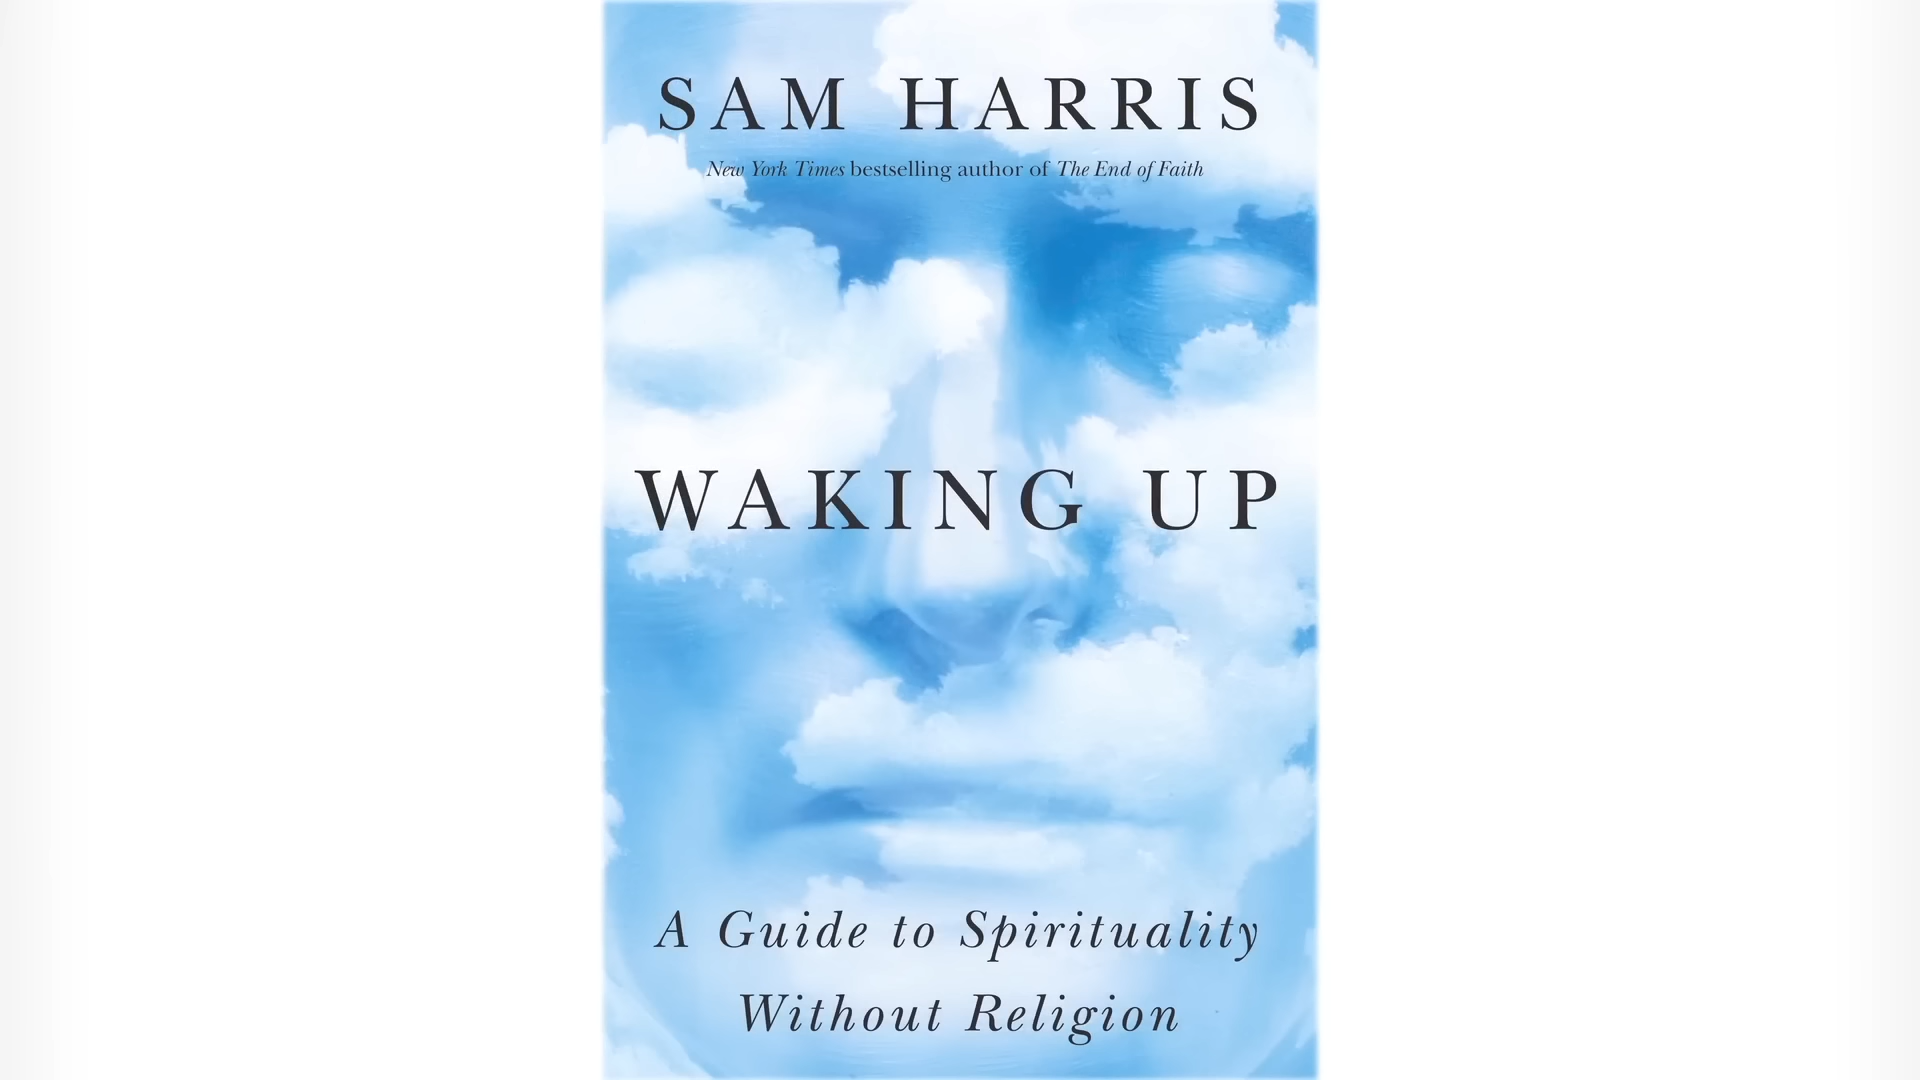 SAM HARRIS
New York Times bestselling author of The End of Faith
WAKING UP
A Guide to Spirituality
Without Religion